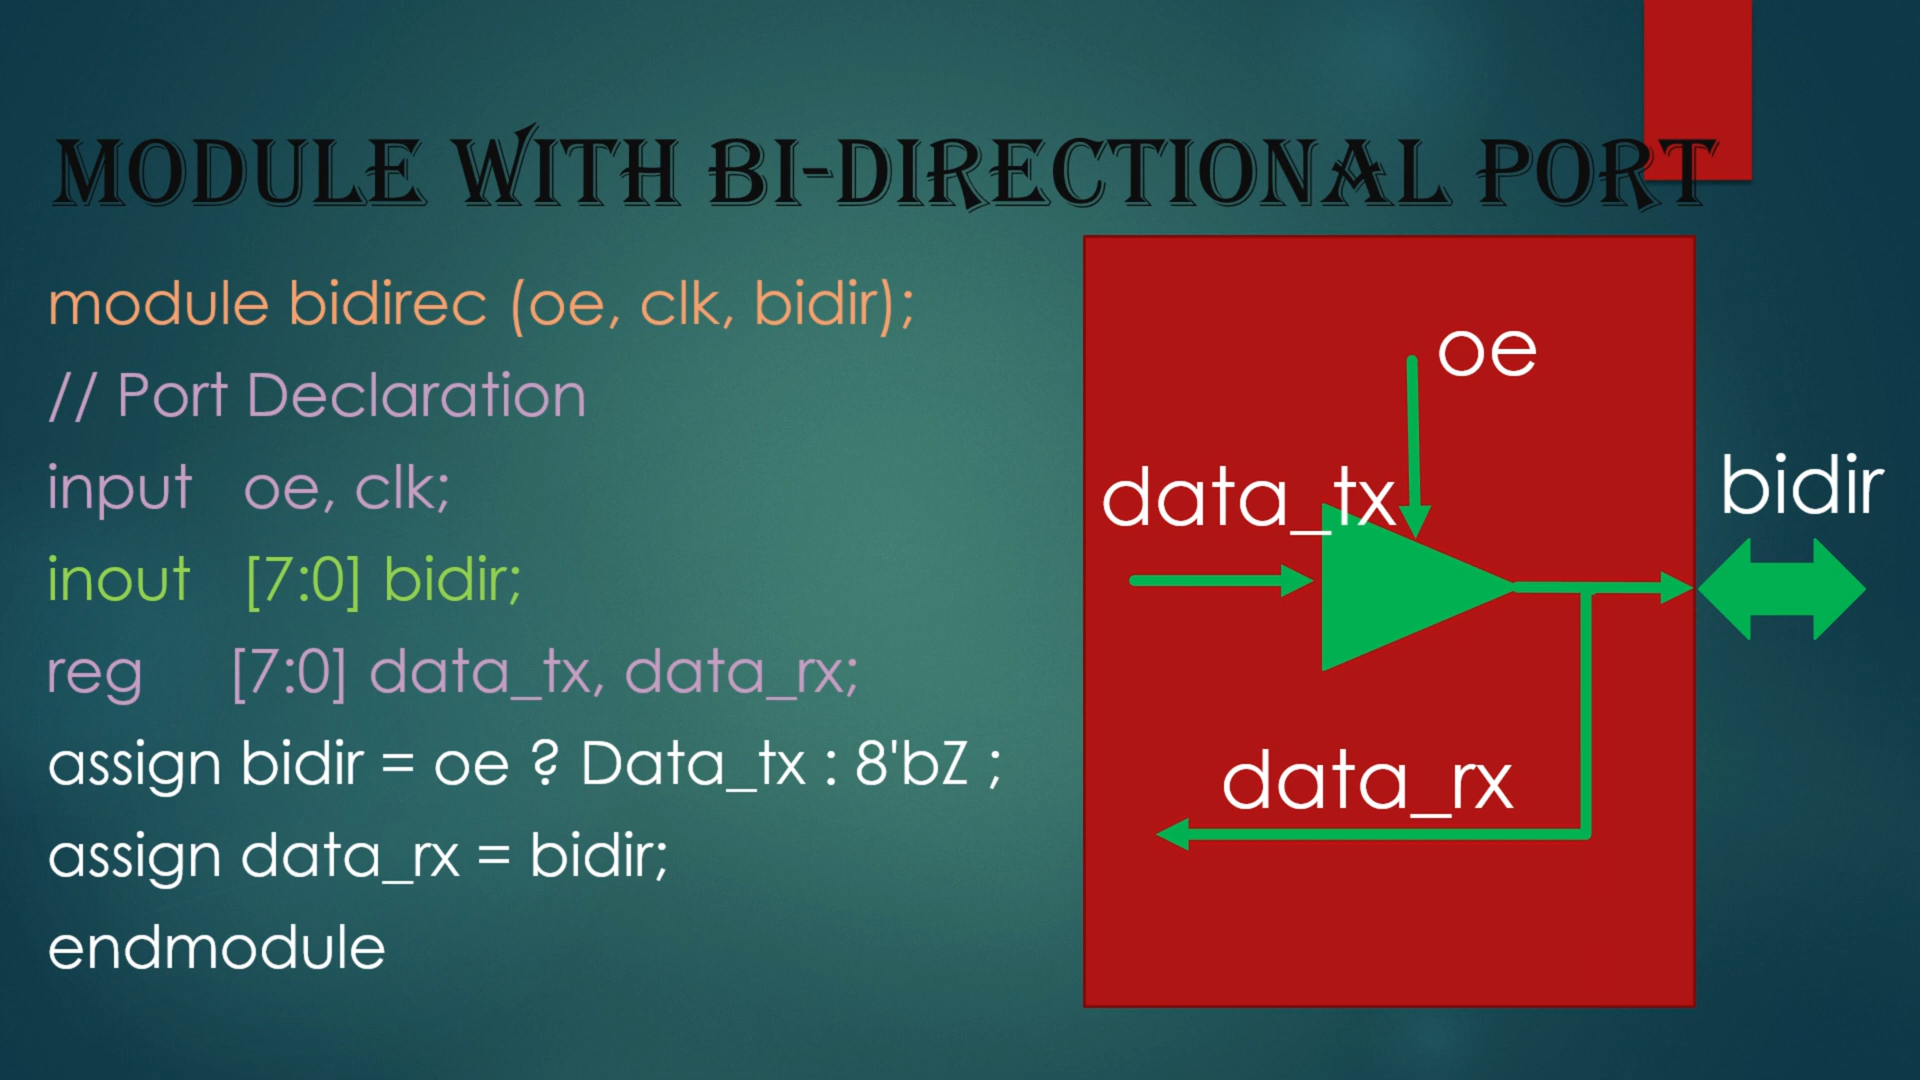 MODULE WITH BI-DIRECTIONAL PORT
module bidirec (oe, clk, bidir);
// Port Declaration
input oe, clk;
inout [7:0] bidir;
reg [7:0] data_tx, data_rx;
assign bidir = oe ? Data_tx : 8'bZ ;
assign data_rx = bidir;
endmodule
oe
data_tx
bidir
data_rx